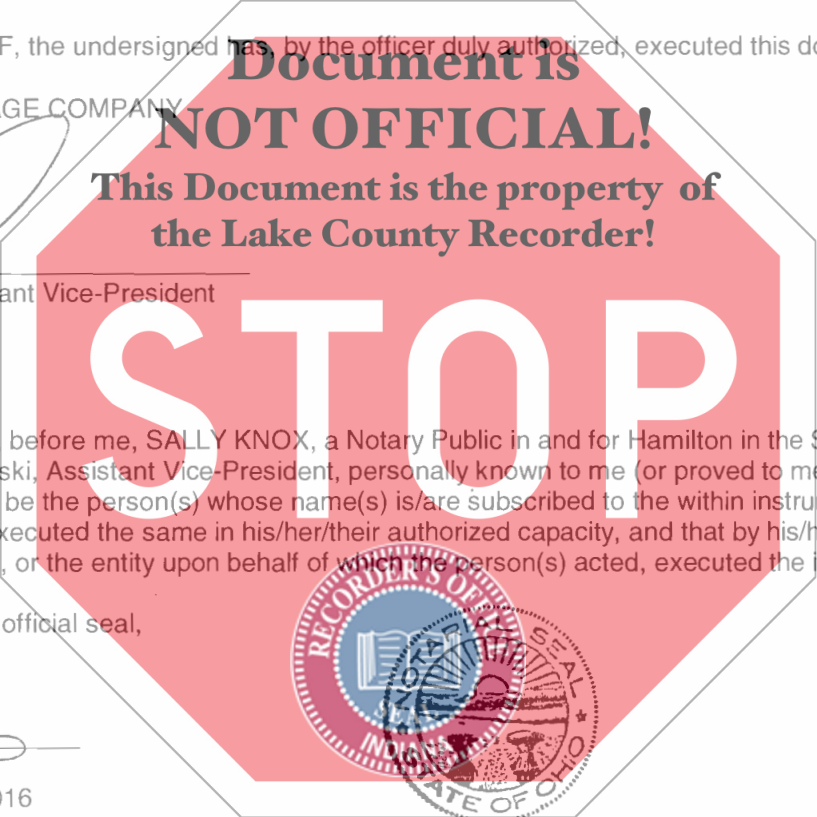 F, the undersigned has, by the officer duly authorized, executed this do
Document is
AGE COMPANY
NOT OFFICIAL!
This Document is the property of
the Lake County Recorder!
ant Vice-President
STOP
before me, SALLY KNOX, a Notary Public in and for Hamilton in the S
ski, Assistant Vice-President, personally known to me (or proved to me
be the person(s) whose name(s) is/are subscribed to the within instru
xecuted the same in his/her/their authorized capacity, and that by his/h
, or the entity upon behalf of which the person(s) acted, executed the i
RECORDER'S OFFICE
official seal,
NOTARIAL SEAL
SEAL
INDIANA
STATE OF OHIO
016